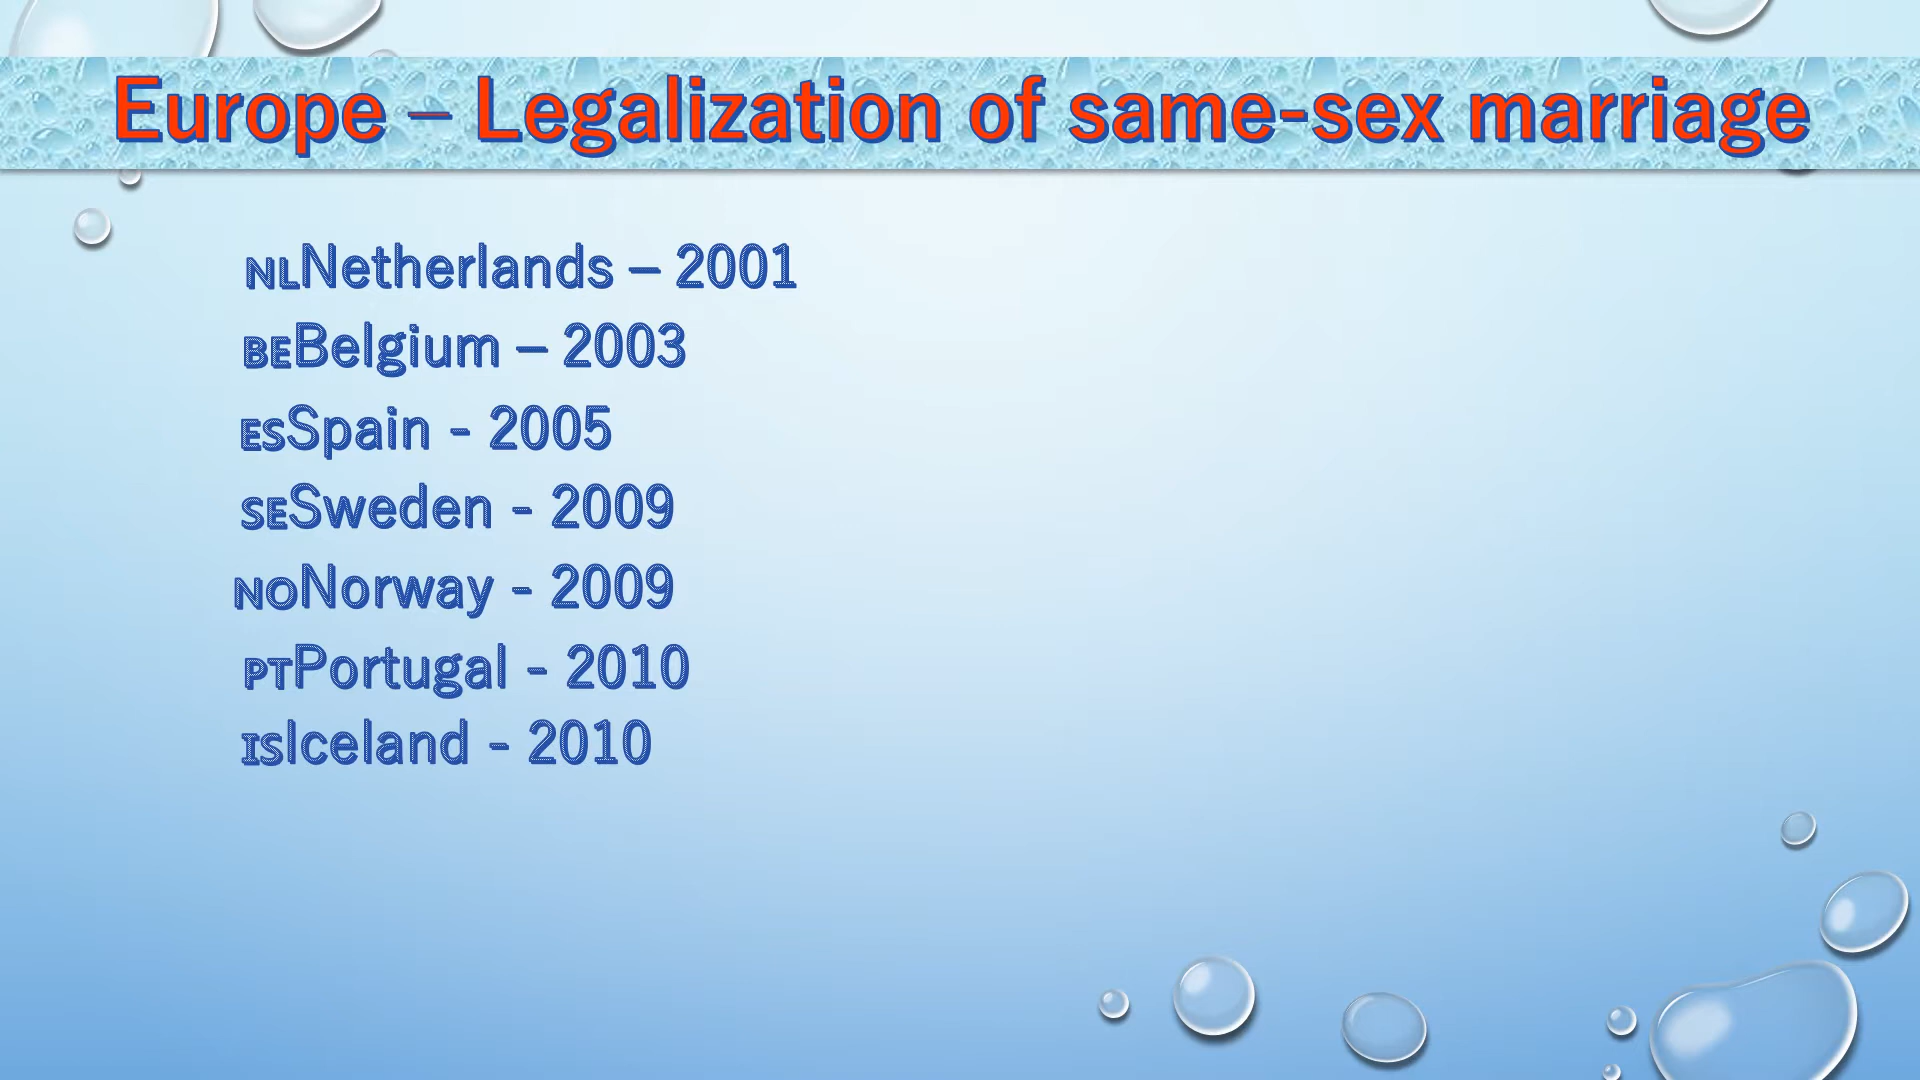 Europe – Legalization of same-sex marriage
NLNetherlands – 2001
BEBelgium – 2003
ESSpain - 2005
SESweden - 2009
NONorway - 2009
PTPortugal - 2010
ISIceland - 2010